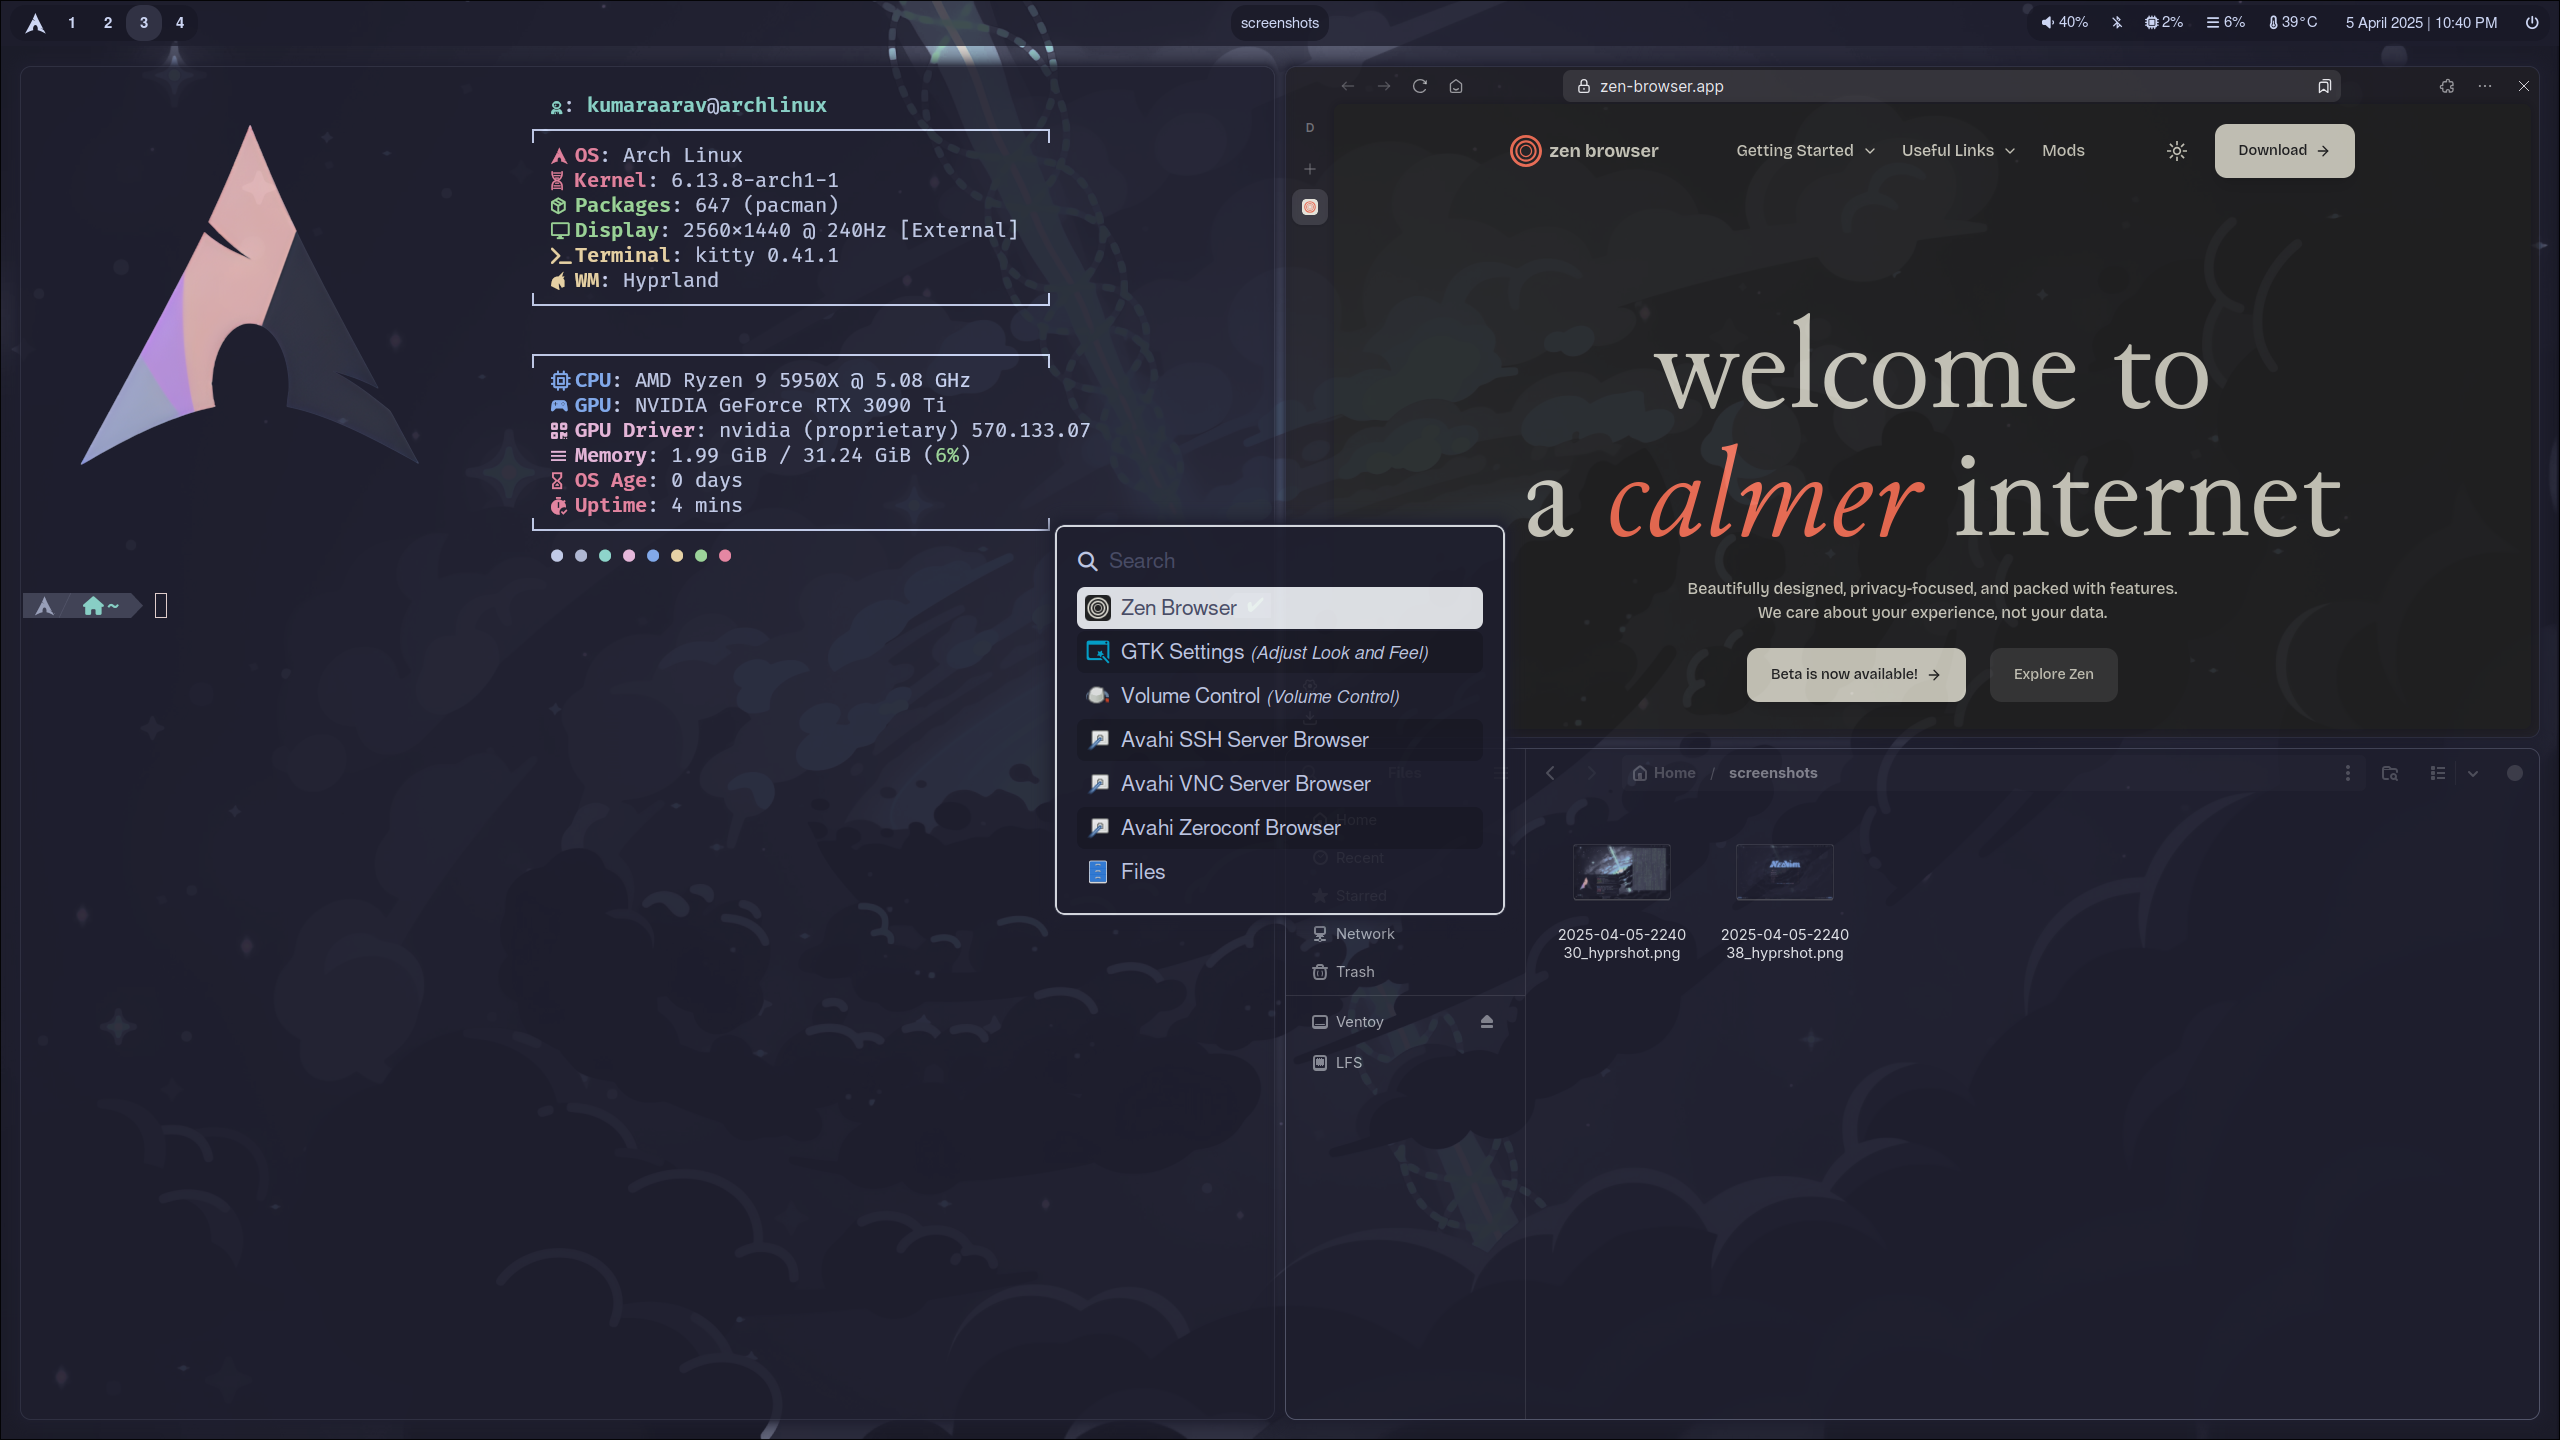 1 2 3 4
screenshots
40% 2% 6% 39°C 5 April 2025 | 10:40 PM
: kumaraarav@archlinux
OS: Arch Linux
Kernel: 6.13.8-arch1-1
Packages: 647 (pacman)
Display: 2560×1440 @ 240Hz [External]
Terminal: kitty 0.41.1
WM: Hyprland
CPU: AMD Ryzen 9 5950X @ 5.08 GHz
GPU: NVIDIA GeForce RTX 3090 Ti
GPU Driver: nvidia (proprietary) 570.133.07
Memory: 1.99 GiB / 31.24 GiB (6%)
OS Age: 0 days
Uptime: 4 mins
~
zen-browser.app
D
zen browser Getting Started Useful Links Mods Download →
welcome to
a calmer internet
Beautifully designed, privacy-focused, and packed with features.
We care about your experience, not your data.
Beta is now available! → Explore Zen
Search
Zen Browser
GTK Settings (Adjust Look and Feel)
Volume Control (Volume Control)
Avahi SSH Server Browser
Avahi VNC Server Browser
Avahi Zeroconf Browser
Files
Files
Home
Recent
Starred
Network
Trash
Ventoy
LFS
Home / screenshots
2025-04-05-2240
30_hyprshot.png
2025-04-05-2240
38_hyprshot.png